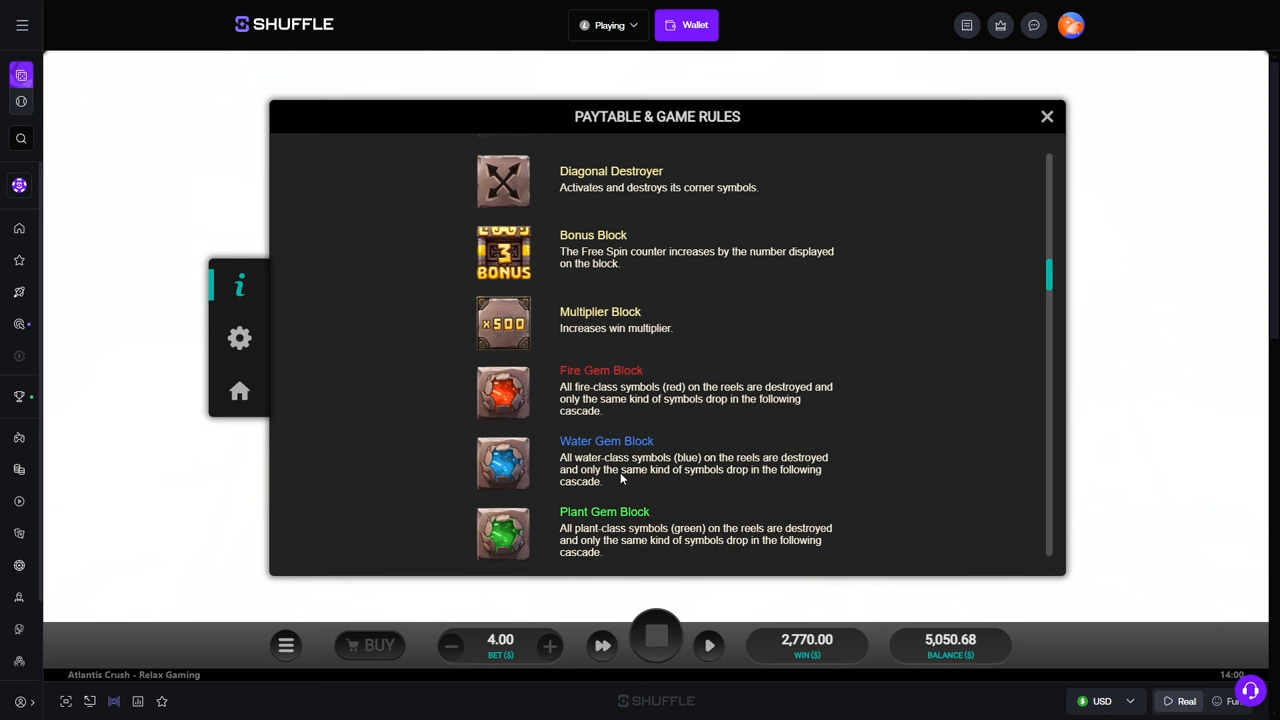 SHUFFLE
Playing
Wallet
PAYTABLE & GAME RULES
Diagonal Destroyer
Activates and destroys its corner symbols.
3
BONUS
Bonus Block
The Free Spin counter increases by the number displayed
on the block.
x500
Multiplier Block
Increases win multiplier.
Fire Gem Block
All fire-class symbols (red) on the reels are destroyed and
only the same kind of symbols drop in the following
cascade.
Water Gem Block
All water-class symbols (blue) on the reels are destroyed
and only the same kind of symbols drop in the following
cascade.
Plant Gem Block
All plant-class symbols (green) on the reels are destroyed
and only the same kind of symbols drop in the following
cascade.
BUY
4.00
BET ($)
2,770.00
WIN ($)
5,050.68
BALANCE ($)
Atlantis Crush - Relax Gaming
14:00
SHUFFLE
USD
Real